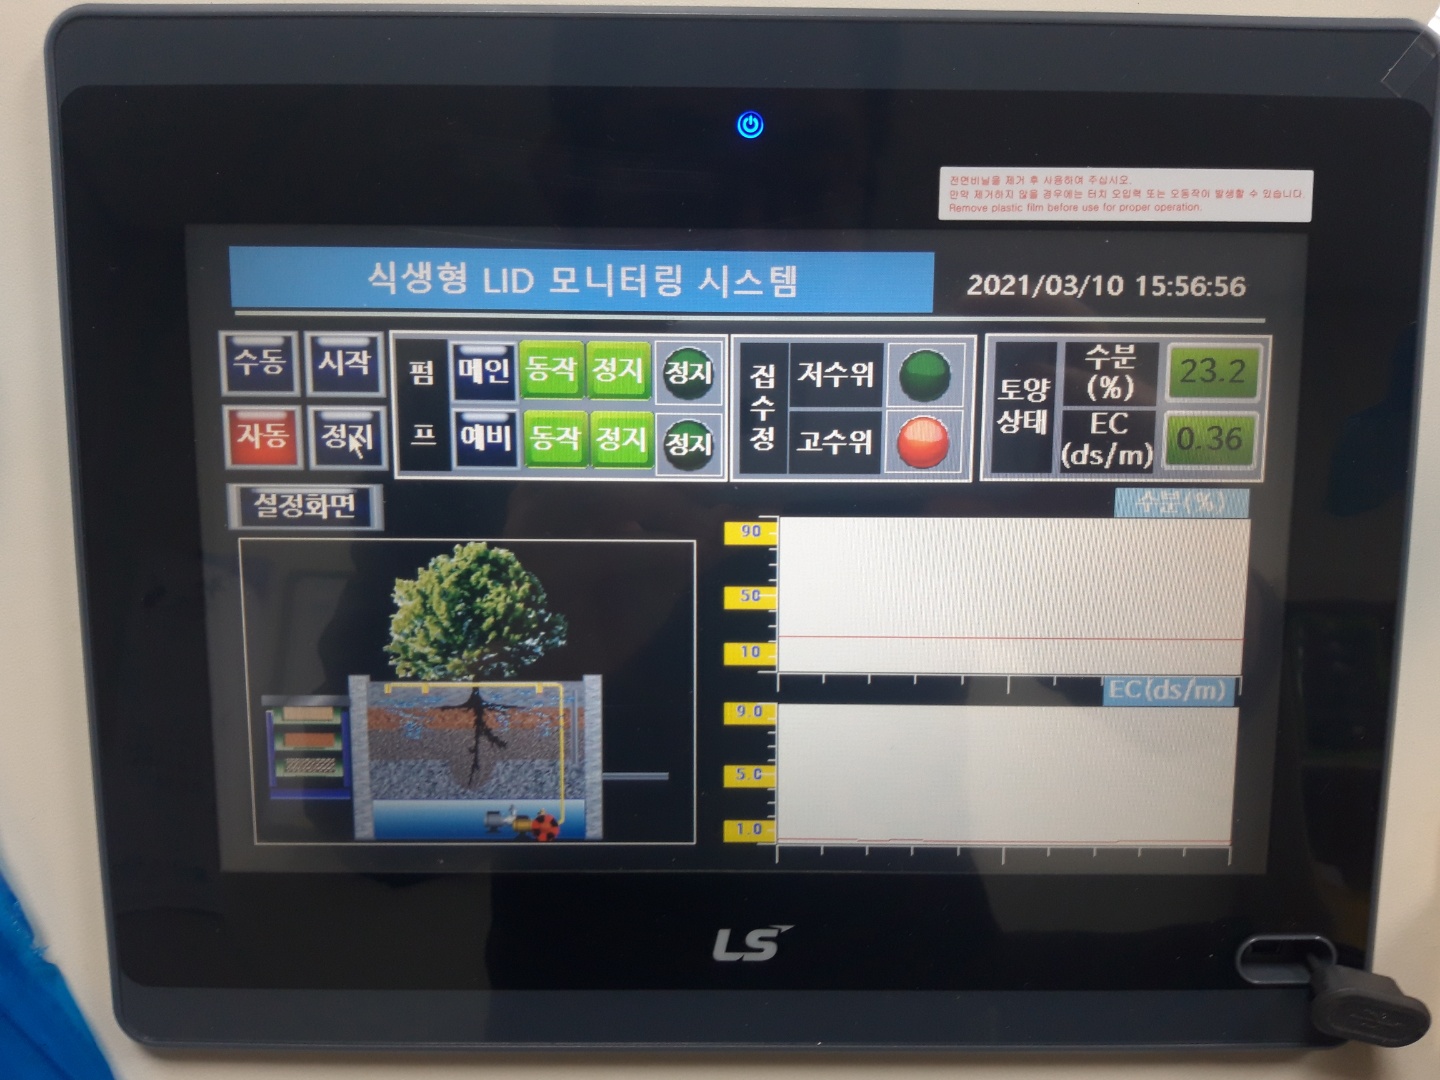 전면비닐을 제거 후 사용하여 주십시오.
만약 제거하지 않을 경우에는 터치 오입력 또는 오동작이 발생할 수 있습니다.
Remove plastic film before use for proper operation.
식생형 LID 모니터링 시스템
2021/03/10 15:56:56
수동 시작
자동 정지
펌프
메인 동작 정지 정지
예비 동작 정지 정지
집수정
저수위
고수위
토양상태
수분(%) 23.2
EC(ds/m) 0.36
설정화면
수분(%)
90
50
10
EC(ds/m)
9.0
5.0
1.0
LS